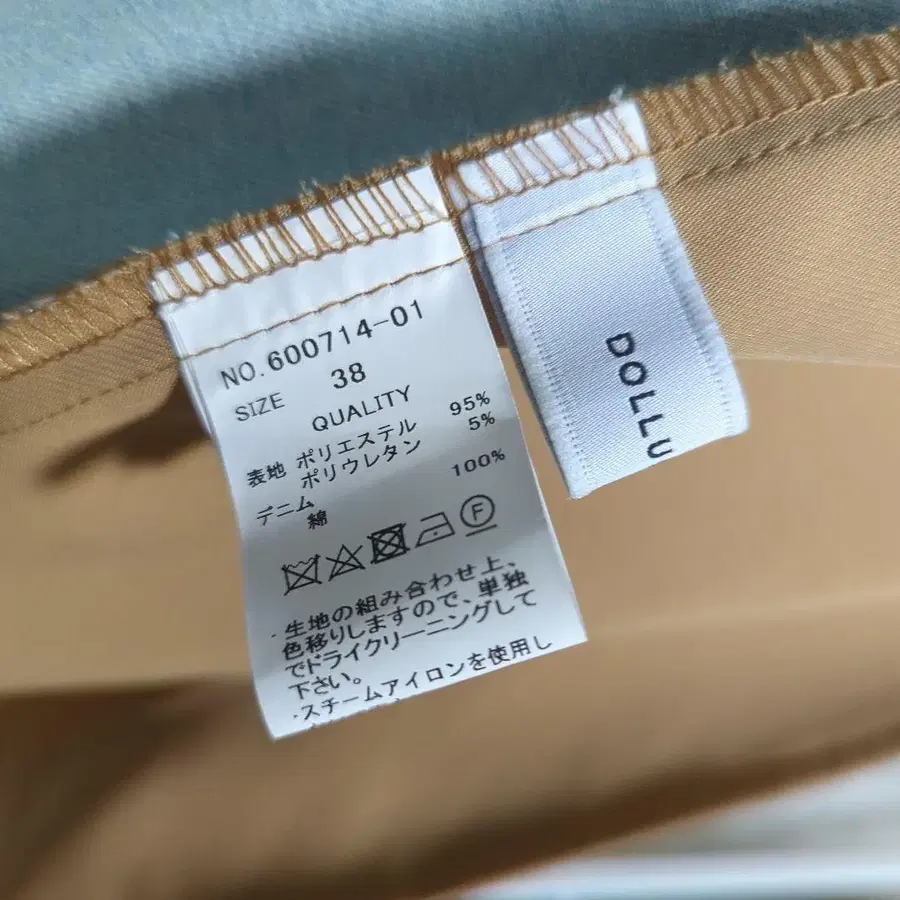 NO.600714-01
SIZE 38
QUALITY
表地 ポリエステル 95%
ポリウレタン 5%
デニム
綿 100%
F
・生地の組み合わせ上、
色移りしますので、単独
でドライクリーニングして
下さい。
・スチームアイロンを使用し
DOLLU